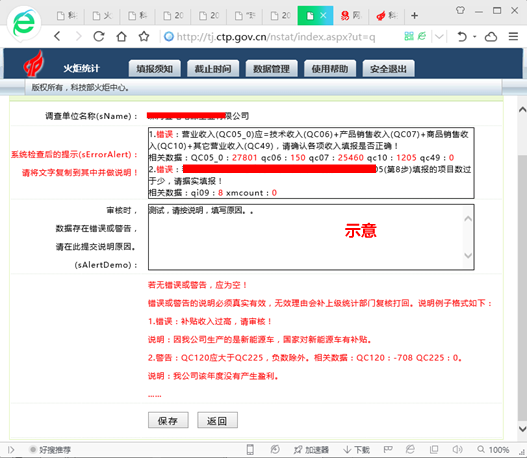 科
火
科
20
20
"E
科
20
网
科
http://tj.ctp.gov.cn/nstat/index.aspx?ut=q
火炬统计
填报须知
截止时间
数据管理
使用帮助
安全退出
版权所有，科技部火炬中心。
调查单位名称(sName)：
限公司
系统检查后的提示(sErrorAlert)：
请将文字复制到其中并做说明！
1.错误：营业收入(QC05_0)应=技术收入(QC06)+产品销售收入(QC07)+商品销售收
入(QC10)+其它营业收入(QC49)，请确认各项收入填报是否正确！
相关数据：QC05_0：27801 qc06：150 qc07：25460 qc10：1205 qc49：0
2.错误：
05(第8步)填报的项目数过
于少，请据实填报！
相关数据：qi09：8 xmcount：0
审核时，
数据存在错误或警告，
请在此提交说明原因。
(sAlertDemo)：
测试，请按说明，填写原因。。
示意
若无错误或警告，应为空！
错误或警告的说明必须真实有效，无效理由会补上级统计部门复核打回。说明例子格式如下：
1.错误：补贴收入过高，请审核！
说明：因我公司生产的是新能源车，国家对新能源车有补贴。
2.警告：QC120应大于QC225，负数除外。相关数据：QC120：-708 QC225：0。
说明：我公司该年度没有产生盈利。
......
保存
返回
好搜推荐
加速器
下载
100%